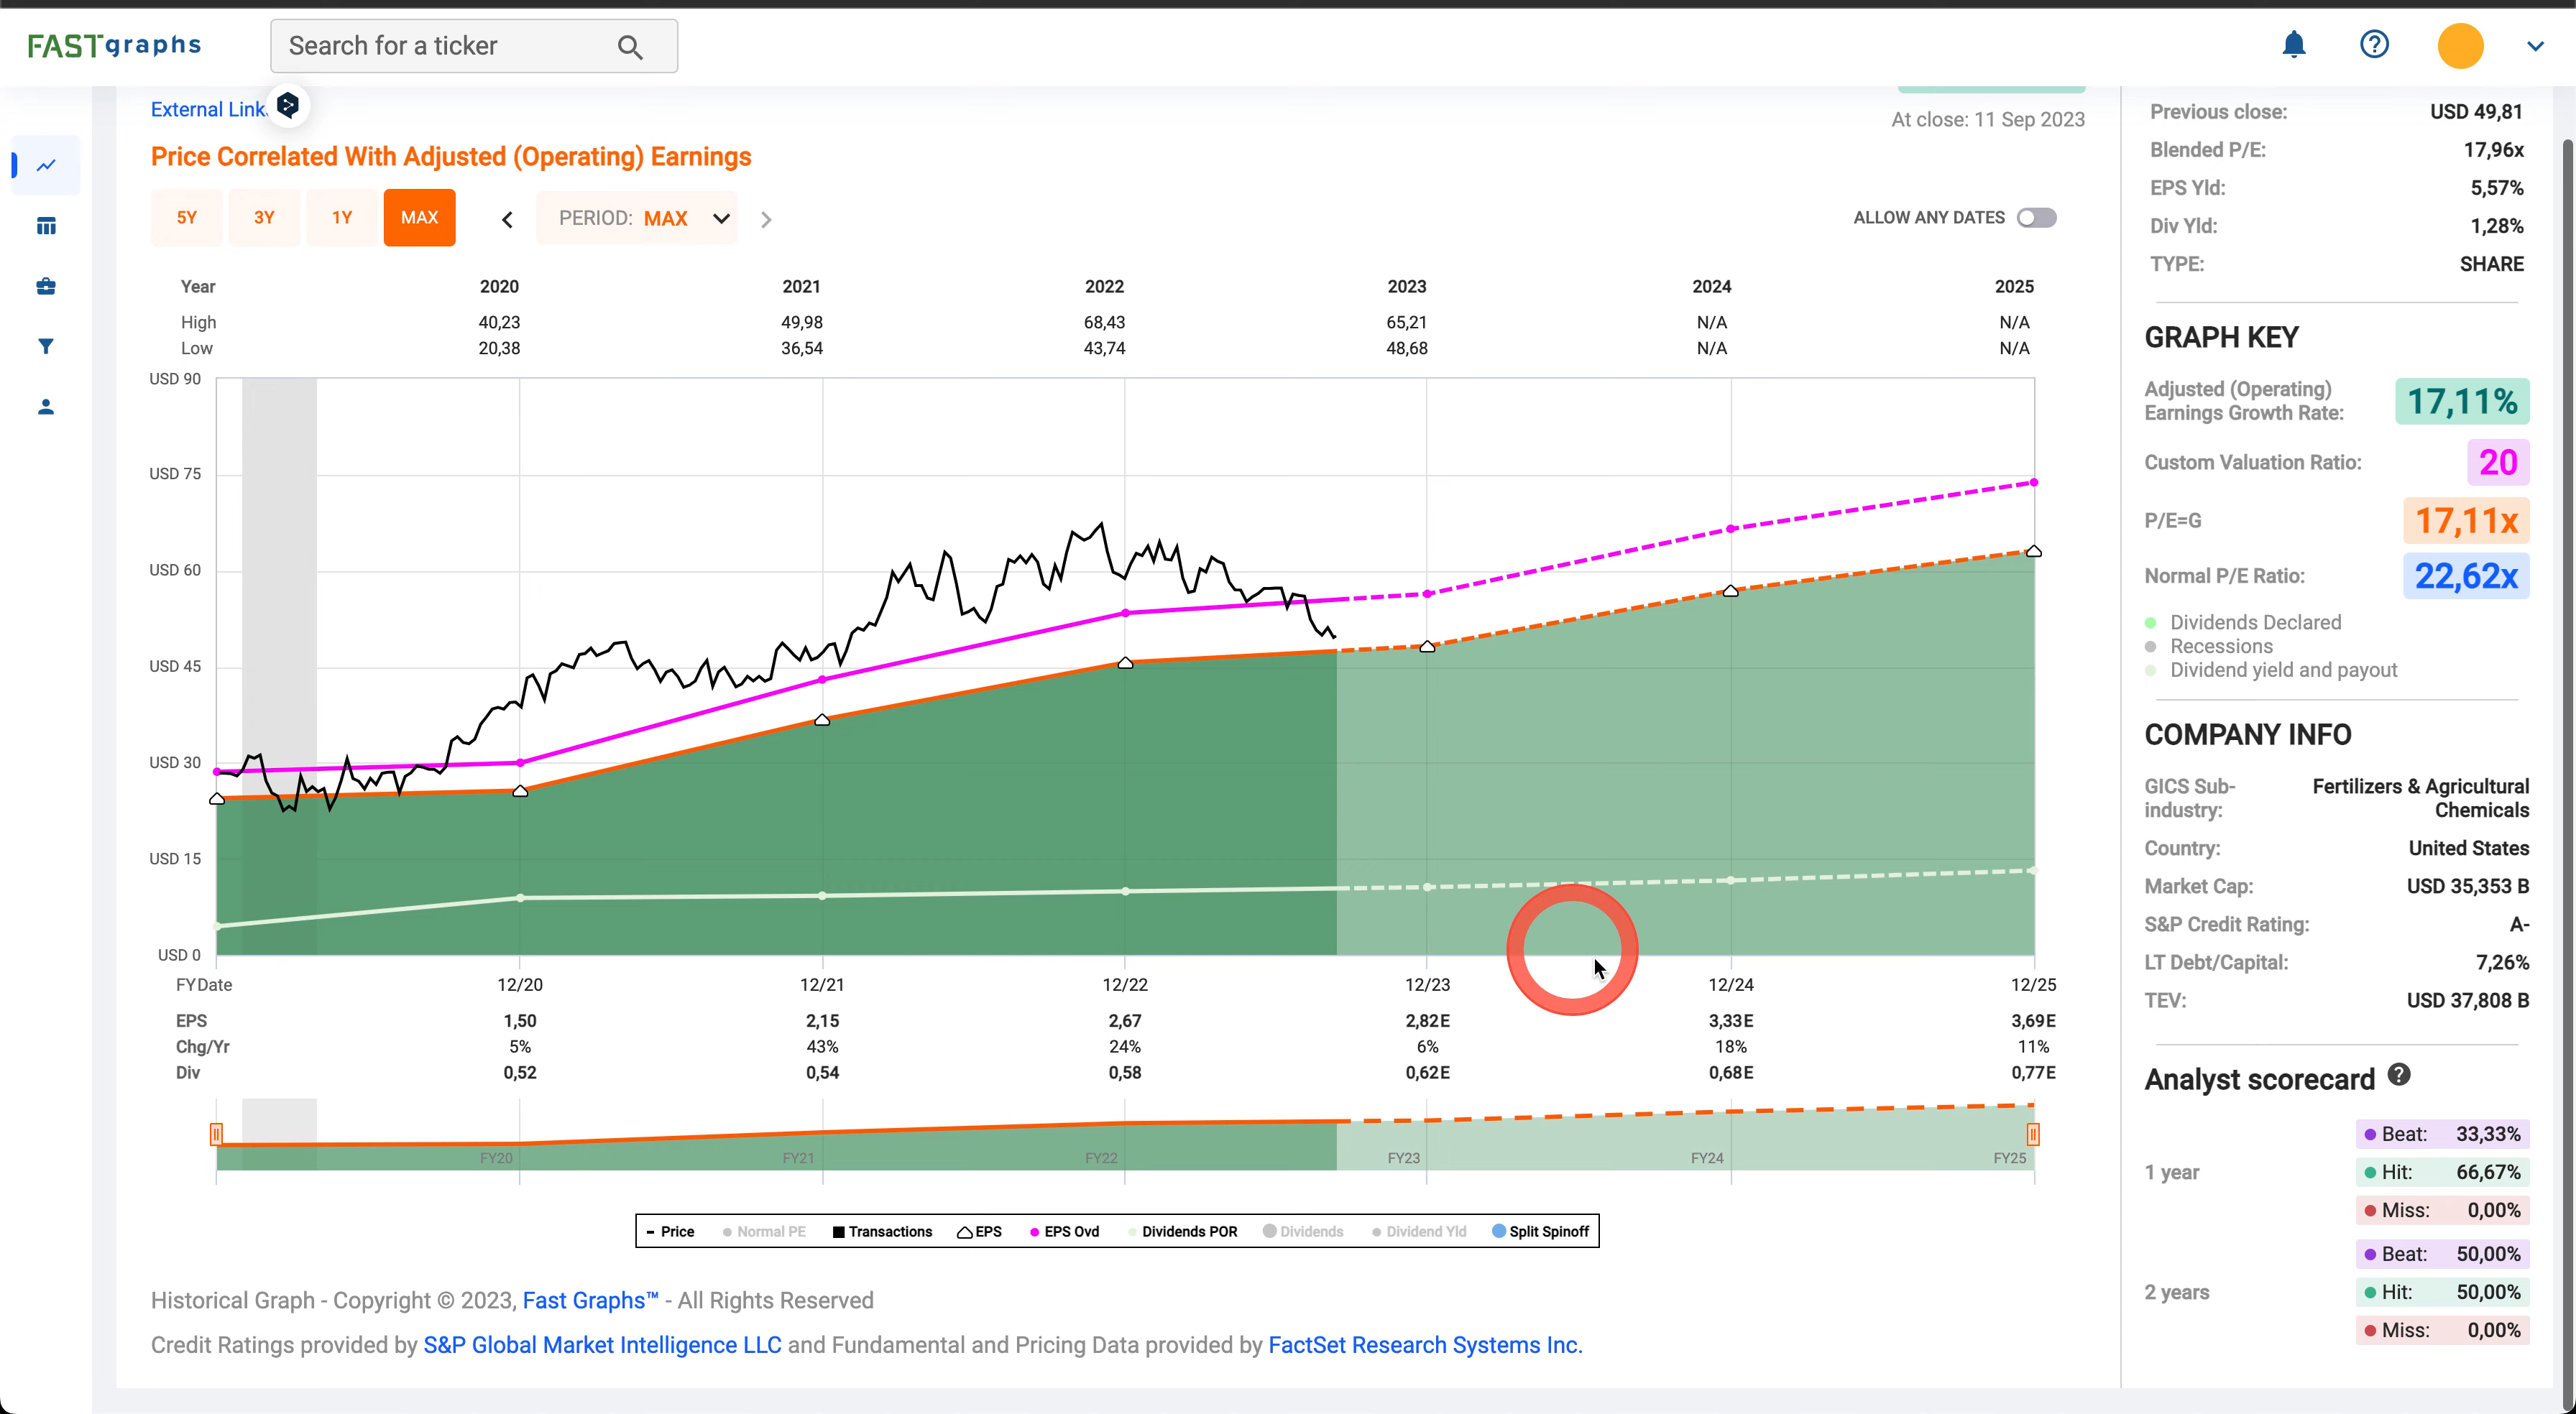 FASTgraphs
Search for a ticker
External Link
At close: 11 Sep 2023
Price Correlated With Adjusted (Operating) Earnings
5Y 3Y 1Y MAX PERIOD: MAX ALLOW ANY DATES
Year 2020 2021 2022 2023 2024 2025
High 40,23 49,98 68,43 65,21 N/A N/A
Low 20,38 36,54 43,74 48,68 N/A N/A
USD 90
USD 75
USD 60
USD 45
USD 30
USD 15
USD 0
FYDate 12/20 12/21 12/22 12/23 12/24 12/25
EPS 1,50 2,15 2,67 2,82E 3,33E 3,69E
Chg/Yr 5% 43% 24% 6% 18% 11%
Div 0,52 0,54 0,58 0,62E 0,68E 0,77E
FY20 FY21 FY22 FY23 FY24 FY25
Price Normal PE Transactions EPS EPS Ovd Dividends POR Dividends Dividend Yld Split Spinoff
Historical Graph - Copyright © 2023, Fast Graphs™ - All Rights Reserved
Credit Ratings provided by S&P Global Market Intelligence LLC and Fundamental and Pricing Data provided by FactSet Research Systems Inc.
Previous close: USD 49,81
Blended P/E: 17,96x
EPS Yld: 5,57%
Div Yld: 1,28%
TYPE: SHARE
GRAPH KEY
Adjusted (Operating)
Earnings Growth Rate: 17,11%
Custom Valuation Ratio: 20
P/E=G 17,11x
Normal P/E Ratio: 22,62x
Dividends Declared
Recessions
Dividend yield and payout
COMPANY INFO
GICS Sub-
industry: Fertilizers & Agricultural
Chemicals
Country: United States
Market Cap: USD 35,353 B
S&P Credit Rating: A-
LT Debt/Capital: 7,26%
TEV: USD 37,808 B
Analyst scorecard ?
Beat: 33,33%
1 year Hit: 66,67%
Miss: 0,00%
Beat: 50,00%
2 years Hit: 50,00%
Miss: 0,00%